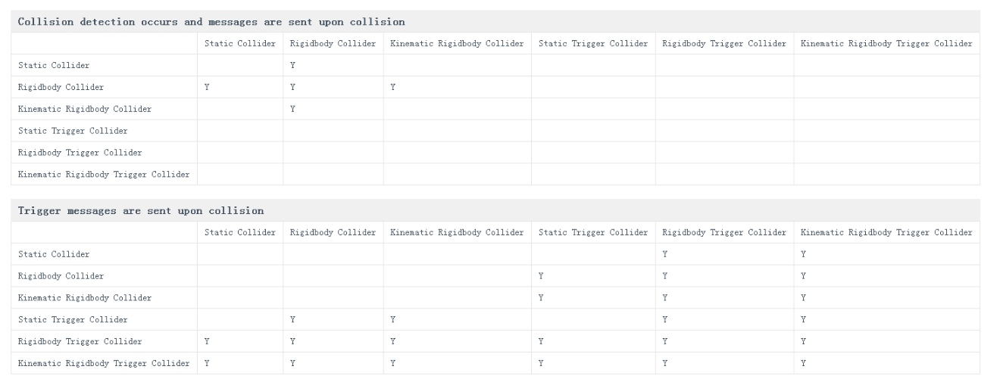 Collision detection occurs and messages are sent upon collision
Static Collider Rigidbody Collider Kinematic Rigidbody Collider Static Trigger Collider Rigidbody Trigger Collider Kinematic Rigidbody Trigger Collider
Static Collider Y
Rigidbody Collider Y Y Y
Kinematic Rigidbody Collider Y
Static Trigger Collider
Rigidbody Trigger Collider
Kinematic Rigidbody Trigger Collider
Trigger messages are sent upon collision
Static Collider Rigidbody Collider Kinematic Rigidbody Collider Static Trigger Collider Rigidbody Trigger Collider Kinematic Rigidbody Trigger Collider
Static Collider Y Y
Rigidbody Collider Y Y Y
Kinematic Rigidbody Collider Y Y Y
Static Trigger Collider Y Y Y Y
Rigidbody Trigger Collider Y Y Y Y Y Y
Kinematic Rigidbody Trigger Collider Y Y Y Y Y Y